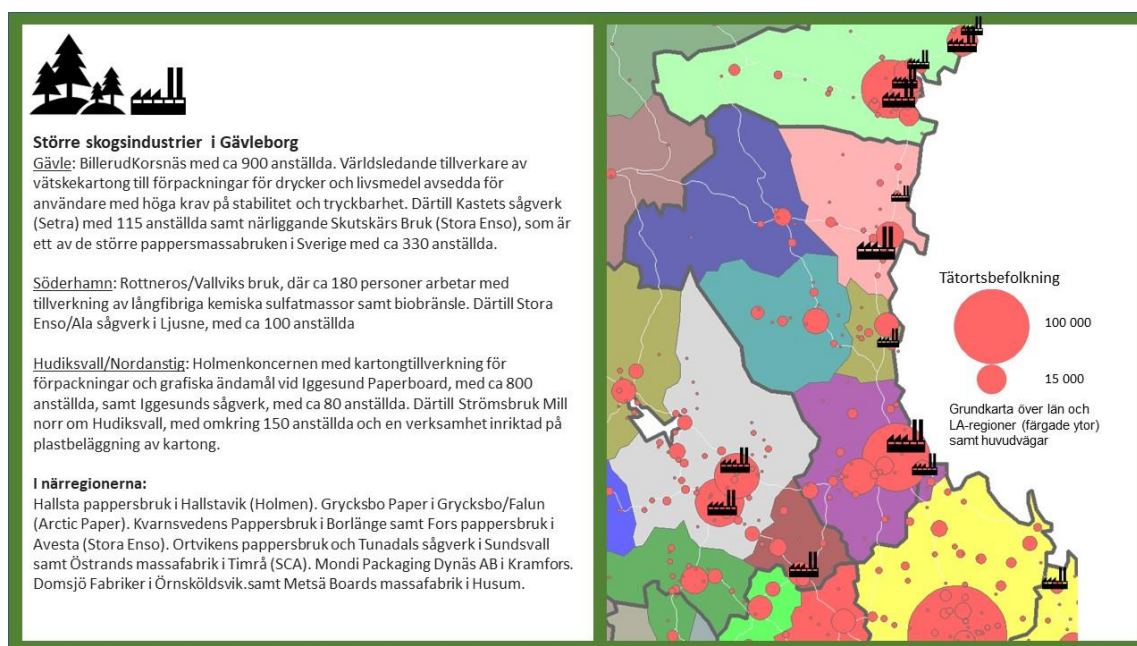 Större skogsindustrier i Gävleborg
Gävle: BillerudKorsnäs med ca 900 anställda. Världsledande tillverkare av
vätskekartong till förpackningar för drycker och livsmedel avsedda för
användare med höga krav på stabilitet och tryckbarhet. Därtill Kastets sågverk
(Setra) med 115 anställda samt närliggande Skutskärs Bruk (Stora Enso), som är
ett av de större pappersmassabruken i Sverige med ca 330 anställda.
Söderhamn: Rottneros/Vallviks bruk, där ca 180 personer arbetar med
tillverkning av långfibriga kemiska sulfatmassor samt biobränsle. Därtill Stora
Enso/Ala sågverk i Ljusne, med ca 100 anställda
Hudiksvall/Nordanstig: Holmenkoncernen med kartongtillverkning för
förpackningar och grafiska ändamål vid Iggesund Paperboard, med ca 800
anställda, samt Iggesunds sågverk, med ca 80 anställda. Därtill Strömsbruk Mill
norr om Hudiksvall, med omkring 150 anställda och en verksamhet inriktad på
plastbeläggning av kartong.
I närregionerna:
Hallsta pappersbruk i Hallstavik (Holmen). Grycksbo Paper i Grycksbo/Falun
(Arctic Paper). Kvarnsvedens Pappersbruk i Borlänge samt Fors pappersbruk i
Avesta (Stora Enso). Ortvikens pappersbruk och Tunadals sågverk i Sundsvall
samt Östrands massafabrik i Timrå (SCA). Mondi Packaging Dynäs AB i Kramfors.
Domsjö Fabriker i Örnsköldsvik.samt Metsä Boards massafabrik i Husum.
Tätortsbefolkning
100 000
15 000
Grundkarta över län och
LA-regioner (färgade ytor)
samt huvudvägar